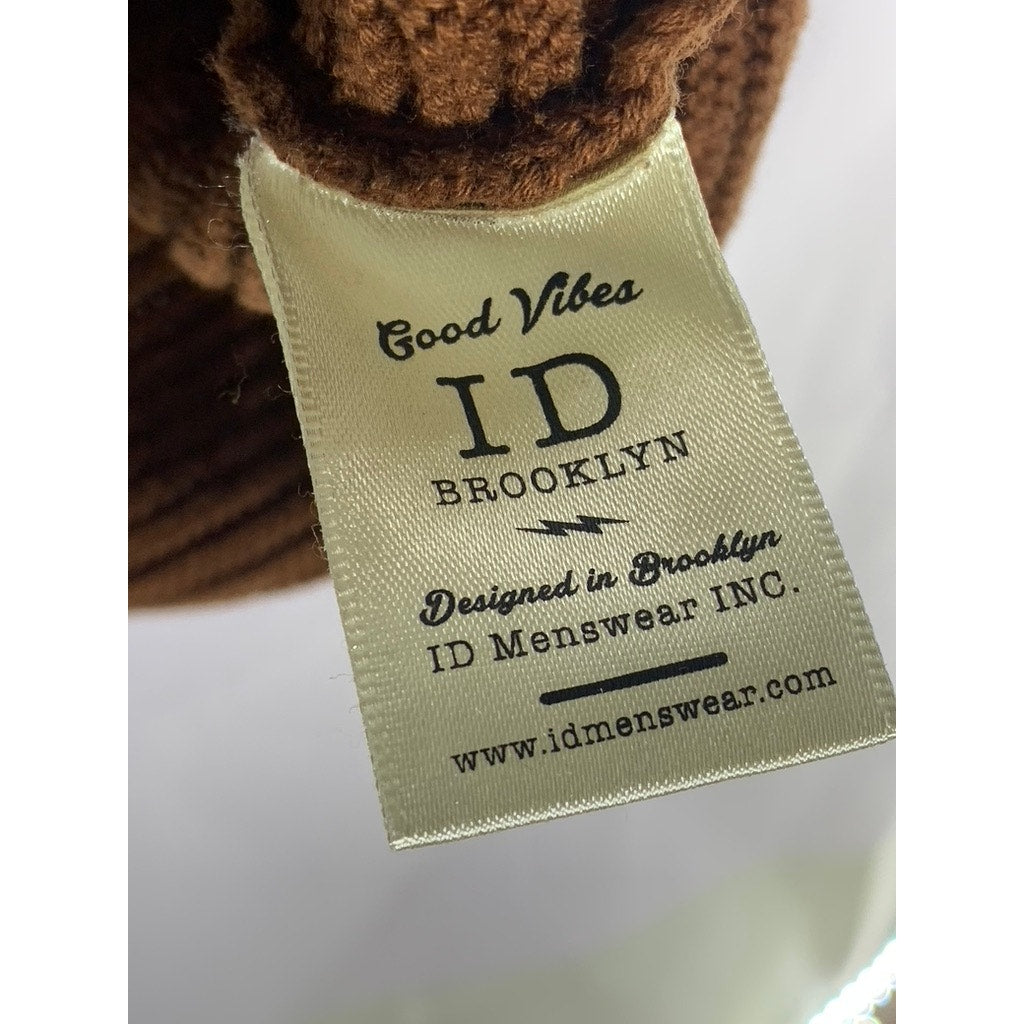 Good Vibes
ID
BROOKLYN
Designed in Brooklyn
ID Menswear INC.
www.idmenswear.com